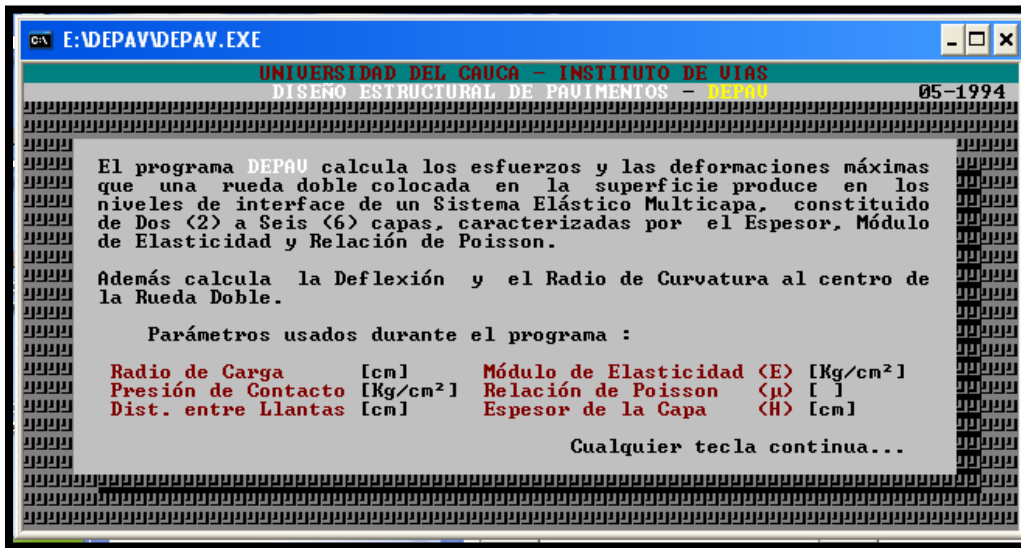 E:\DEPAV\DEPAV.EXE
UNIVERSIDAD DEL CAUCA - INSTITUTO DE VIAS
DISEÑO ESTRUCTURAL DE PAVIMENTOS - DEPAV 05-1994
El programa DEPAV calcula los esfuerzos y las deformaciones máximas
que una rueda doble colocada en la superficie produce en los
niveles de interface de un Sistema Elástico Multicapa, constituido
de Dos (2) a Seis (6) capas, caracterizadas por el Espesor, Módulo
de Elasticidad y Relación de Poisson.
Además calcula la Deflexión y el Radio de Curvatura al centro de
la Rueda Doble.
Parámetros usados durante el programa :
Radio de Carga [cm] Módulo de Elasticidad (E) [Kg/cm²]
Presión de Contacto [Kg/cm²] Relación de Poisson (µ) [ ]
Dist. entre Llantas [cm] Espesor de la Capa (H) [cm]
Cualquier tecla continua...